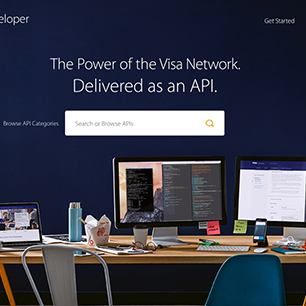 eloper
Get Started
The Power of the Visa Network.
Delivered as an API.
Browse API Categories
Search or Browse APIs